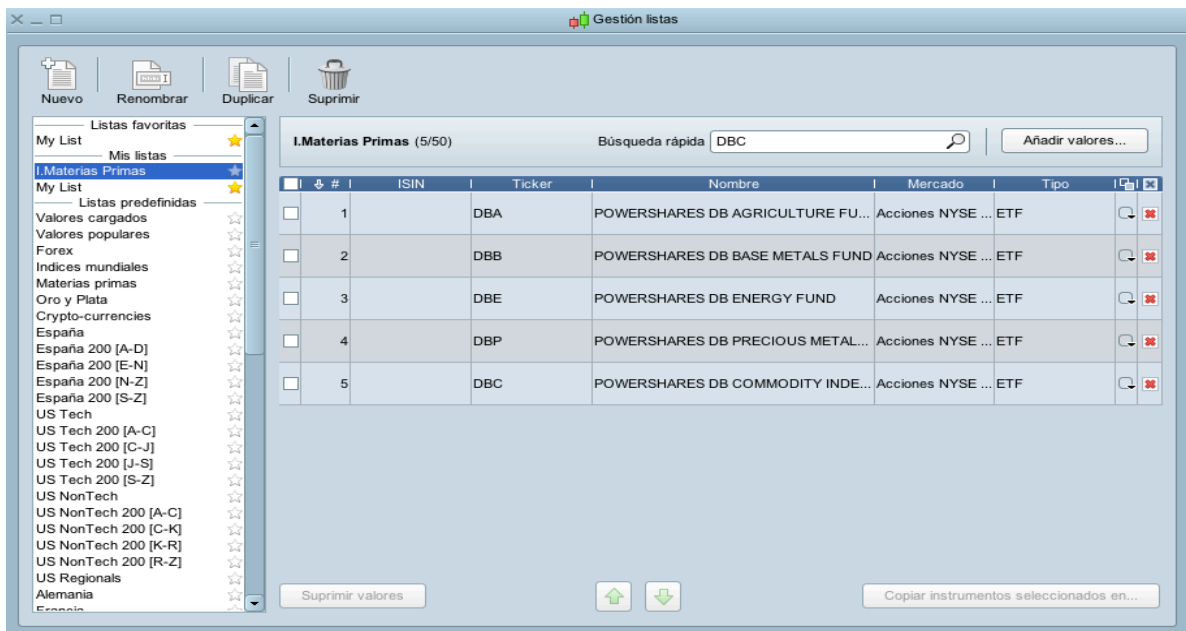 Gestión listas
Nuevo
Renombrar
Duplicar
Suprimir
Listas favoritas
My List
Mis listas
I.Materias Primas
My List
Listas predefinidas
Valores cargados
Valores populares
Forex
Indices mundiales
Materias primas
Oro y Plata
Crypto-currencies
España
España 200 [A-D]
España 200 [E-N]
España 200 [N-Z]
España 200 [S-Z]
US Tech
US Tech 200 [A-C]
US Tech 200 [C-J]
US Tech 200 [J-S]
US Tech 200 [S-Z]
US NonTech
US NonTech 200 [A-C]
US NonTech 200 [C-K]
US NonTech 200 [K-R]
US NonTech 200 [R-Z]
US Regionals
Alemania
I.Materias Primas (5/50) Búsqueda rápida DBC Añadir valores...
# ISIN Ticker Nombre Mercado Tipo
1 DBA POWERSHARES DB AGRICULTURE FU... Acciones NYSE ... ETF
2 DBB POWERSHARES DB BASE METALS FUND Acciones NYSE ... ETF
3 DBE POWERSHARES DB ENERGY FUND Acciones NYSE ... ETF
4 DBP POWERSHARES DB PRECIOUS METAL... Acciones NYSE ... ETF
5 DBC POWERSHARES DB COMMODITY INDE... Acciones NYSE ... ETF
Suprimir valores
Copiar instrumentos seleccionados en...